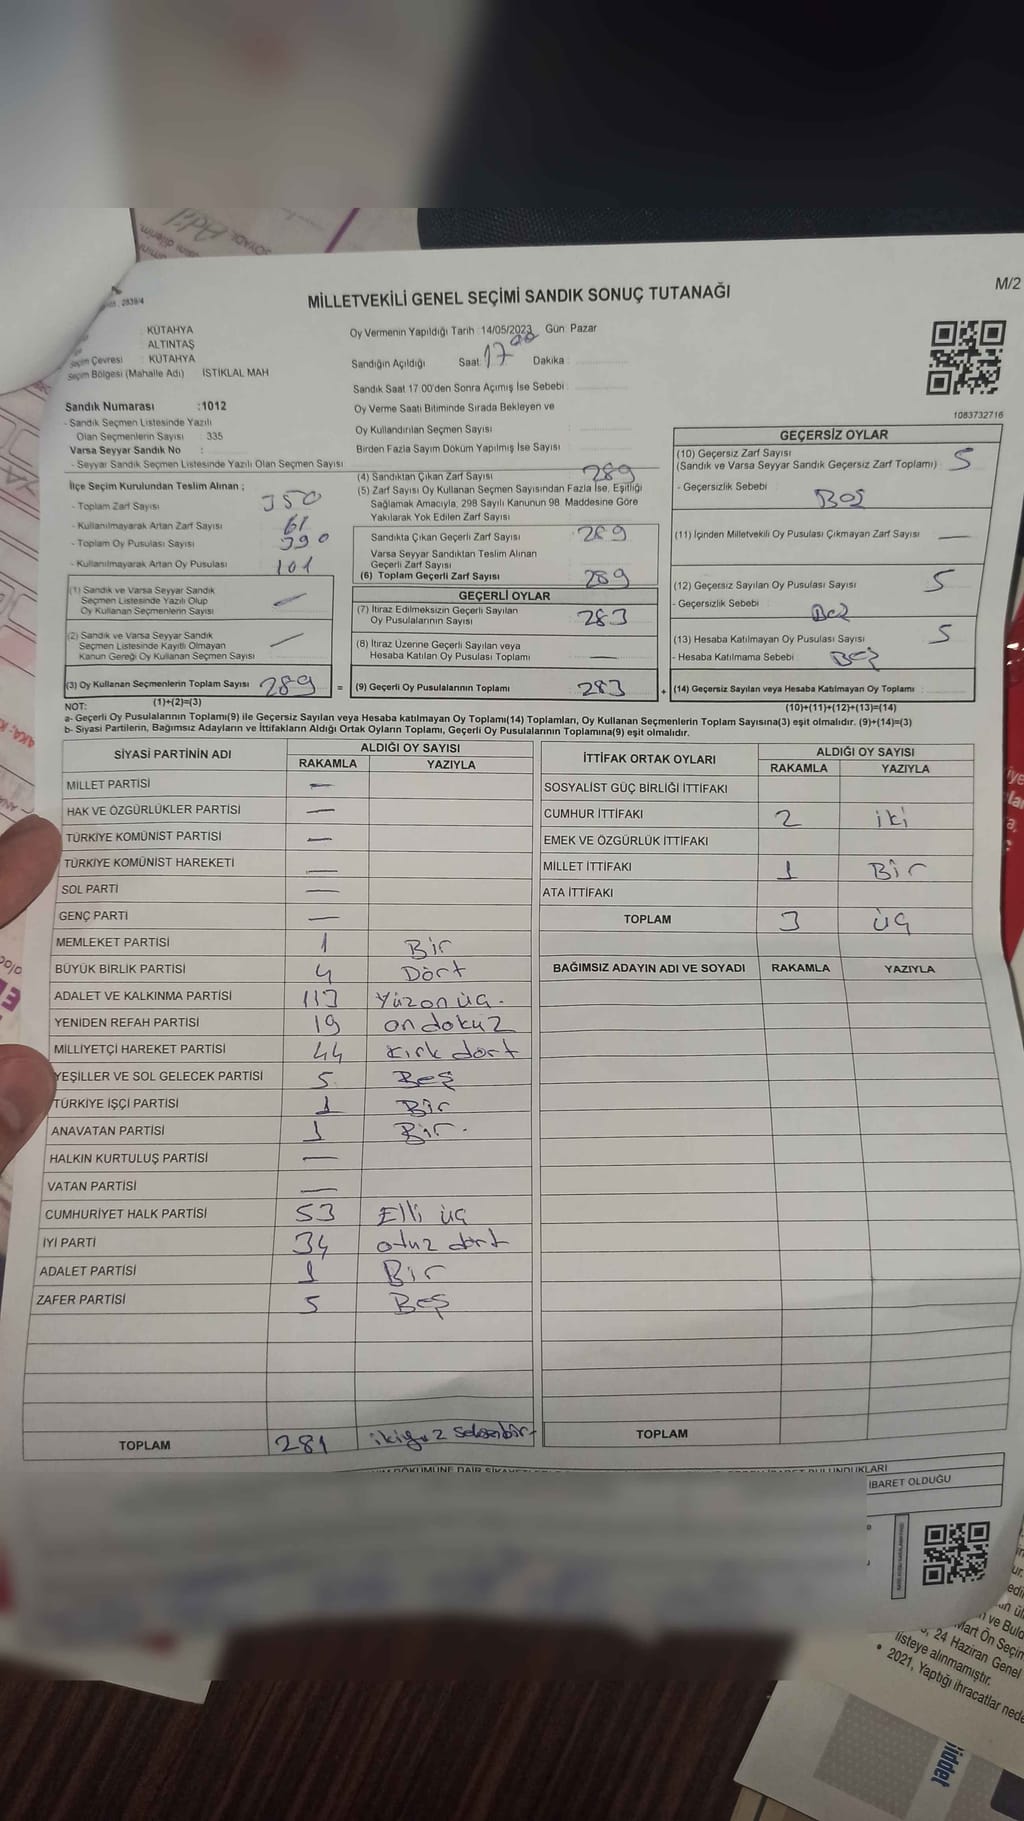 MİLLETVEKİLİ GENEL SEÇİMİ SANDIK SONUÇ TUTANAĞI
M/2
KÜTAHYA
ALTINTAŞ
Seçim Çevresi : KÜTAHYA
Seçim Bölgesi (Mahalle Adı) İSTİKLAL MAH
Sandık Numarası :1012
- Sandık Seçmen Listesinde Yazılı
Olan Seçmenlerin Sayısı : 335
Varsa Seyyar Sandık No :
- Seyyar Sandık Seçmen Listesinde Yazılı Olan Seçmen Sayısı
Oy Vermenin Yapıldığı Tarih : 14/05/2023 Gün: Pazar
Sandığın Açıldığı Saat: 17 00 Dakika :
Sandık Saat 17:00'den Sonra Açımış İse Sebebi :
Oy Verme Saati Bitiminde Sırada Bekleyen ve
Oy Kullandırılan Seçmen Sayısı :
Birden Fazla Sayım Döküm Yapılmış İse Sayısı :
1083732716
İlçe Seçim Kurulundan Teslim Alınan ;
- Toplam Zarf Sayısı : 350
- Kullanılmayarak Artan Zarf Sayısı : 61
- Toplam Oy Pusulası Sayısı : 390
- Kullanılmayarak Artan Oy Pusulası : 101
(1) Sandık ve Varsa Seyyar Sandık
Seçmen Listesinde Yazılı Olup
Oy Kullanan Seçmenlerin Sayısı : —
(2) Sandık ve Varsa Seyyar Sandık
Seçmen Listesinde Kayıtlı Olmayan
Kanun Gereği Oy Kullanan Seçmen Sayısı : —
(3) Oy Kullanan Seçmenlerin Toplam Sayısı 289 =
(1)+(2)=(3)
(4) Sandıktan Çıkan Zarf Sayısı : 289
(5) Zarf Sayısı Oy Kullanan Seçmen Sayısından Fazla İse, Eşitliği
Sağlamak Amacıyla, 298 Sayılı Kanunun 98. Maddesine Göre
Yakılarak Yok Edilen Zarf Sayısı :
Sandıkta Çıkan Geçerli Zarf Sayısı : 289
Varsa Seyyar Sandıktan Teslim Alınan
Geçerli Zarf Sayısı :
(6) Toplam Geçerli Zarf Sayısı : 289
GEÇERLİ OYLAR
(7) İtiraz Edilmeksizin Geçerli Sayılan
Oy Pusulalarının Sayısı : 283
(8) İtiraz Üzerine Geçerli Sayılan veya
Hesaba Katılan Oy Pusulası Toplamı : —
(9) Geçerli Oy Pusulalarının Toplamı : 283 +
GEÇERSİZ OYLAR
(10) Geçersiz Zarf Sayısı
(Sandık ve Varsa Seyyar Sandık Geçersiz Zarf Toplamı) : 5
- Geçersizlik Sebebi : Boş
(11) İçinden Milletvekili Oy Pusulası Çıkmayan Zarf Sayısı : —
(12) Geçersiz Sayılan Oy Pusulası Sayısı : 5
- Geçersizlik Sebebi :
(13) Hesaba Katılmayan Oy Pusulası Sayısı : 5
- Hesaba Katılmama Sebebi :
(14) Geçersiz Sayılan veya Hesaba Katılmayan Oy Toplamı :
(10)+(11)+(12)+(13)=(14)
NOT:
a- Geçerli Oy Pusulalarının Toplamı(9) ile Geçersiz Sayılan veya Hesaba katılmayan Oy Toplamı(14) Toplamları, Oy Kullanan Seçmenlerin Toplam Sayısına(3) eşit olmalıdır. (9)+(14)=(3)
b- Siyasi Partilerin, Bağımsız Adayların ve İttifakların Aldığı Ortak Oyların Toplamı, Geçerli Oy Pusulalarının Toplamına(9) eşit olmalıdır.
SİYASİ PARTİNİN ADI ALDIĞI OY SAYISI
RAKAMLA YAZIYLA
MİLLET PARTİSİ —
HAK VE ÖZGÜRLÜKLER PARTİSİ —
TÜRKİYE KOMÜNİST PARTİSİ —
TÜRKİYE KOMÜNİST HAREKETİ —
SOL PARTİ —
GENÇ PARTİ —
MEMLEKET PARTİSİ 1 Bir
BÜYÜK BİRLİK PARTİSİ 4 Dört
ADALET VE KALKINMA PARTİSİ 113 Yüzonüç.
YENİDEN REFAH PARTİSİ 19 on dokuz
MİLLİYETÇİ HAREKET PARTİSİ 44 kırk dört
YEŞİLLER VE SOL GELECEK PARTİSİ 5 Beş
TÜRKİYE İŞÇİ PARTİSİ 1 Bir
ANAVATAN PARTİSİ 1 Bir.
HALKIN KURTULUŞ PARTİSİ —
VATAN PARTİSİ —
CUMHURİYET HALK PARTİSİ 53 Elli üç
İYİ PARTİ 34 otuz dört
ADALET PARTİSİ 1 Bir
ZAFER PARTİSİ 5 Beş
TOPLAM 281 ikiyüz seksenbir
İTTİFAK ORTAK OYLARI ALDIĞI OY SAYISI
RAKAMLA YAZIYLA
SOSYALİST GÜÇ BİRLİĞİ İTTİFAKI
CUMHUR İTTİFAKI 2 iki
EMEK VE ÖZGÜRLÜK İTTİFAKI
MİLLET İTTİFAKI 1 Bir
ATA İTTİFAKI
TOPLAM 3 üç
BAĞIMSIZ ADAYIN ADI VE SOYADI RAKAMLA YAZIYLA
TOPLAM
İBARET OLDUĞU
ve Bulo
Mart Ön Seçim
24 Haziran Genel
listeye alınmamıştır.
• 2021, Yaptığı ihracatlar nede
şiddet